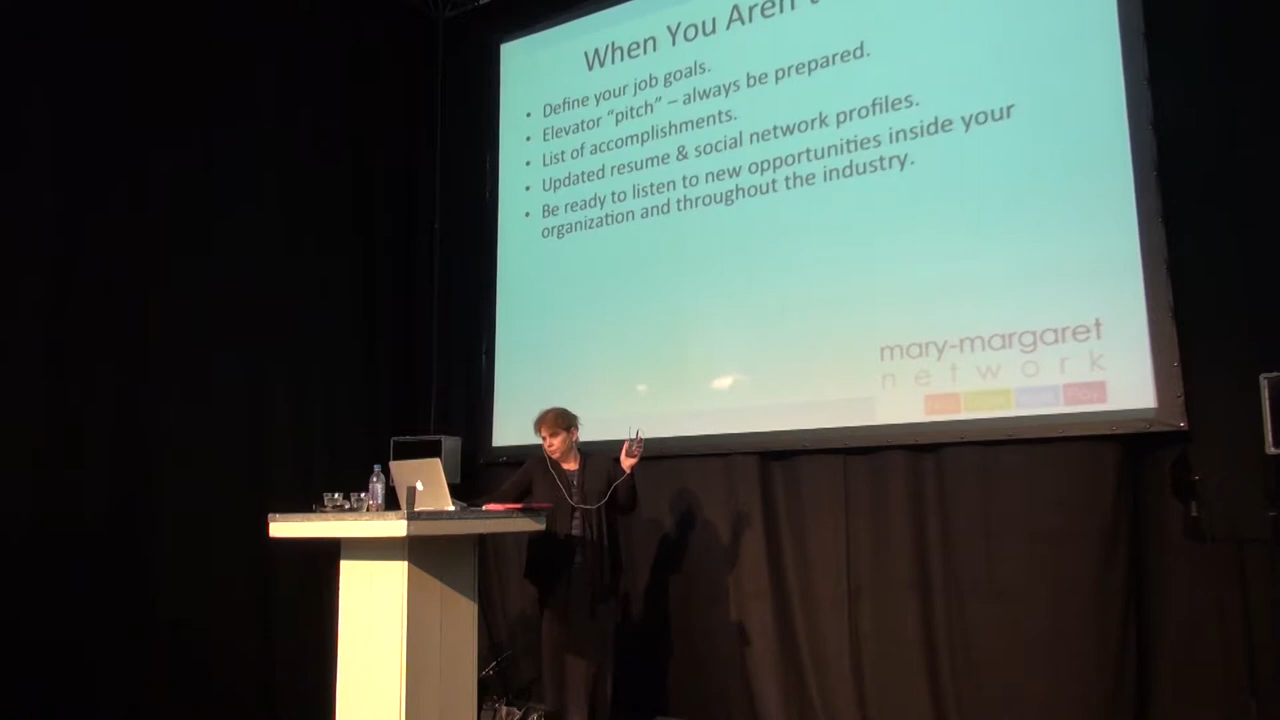 When You Aren't
• Define your job goals.
• Elevator "pitch" – always be prepared.
• List of accomplishments.
• Updated resume & social network profiles.
• Be ready to listen to new opportunities inside your
organization and throughout the industry.
mary-margaret
network
Play